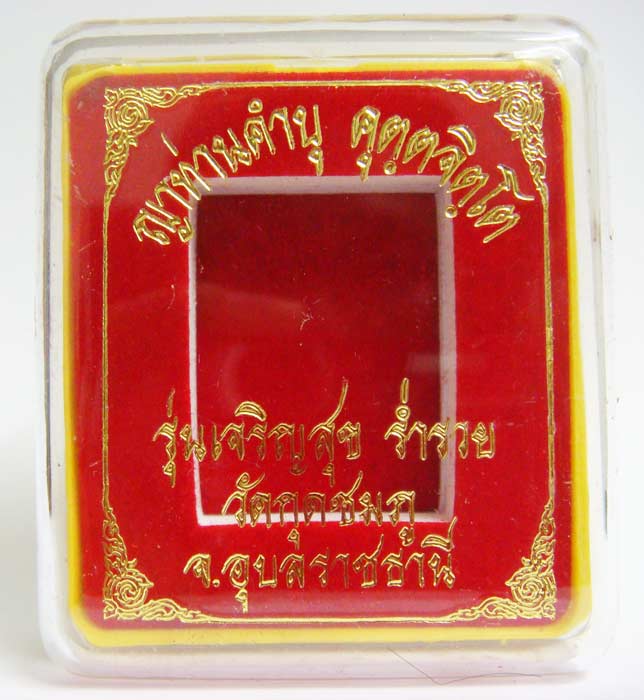 ญาท่านคำบุ คุตฺตจิตฺโต
รุ่นเจริญสุข ร่ำรวย
วัดกุดชมภู
จ.อุบลราชธานี